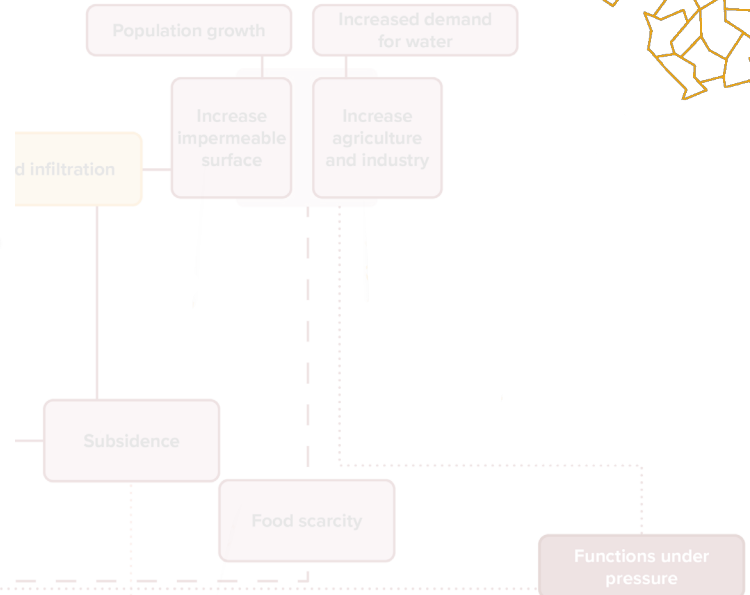 Population growth
Increased demand
for water
Increase
impermeable
surface
Increase
agriculture
and industry
d infiltration
Subsidence
Food scarcity
Functions under
pressure